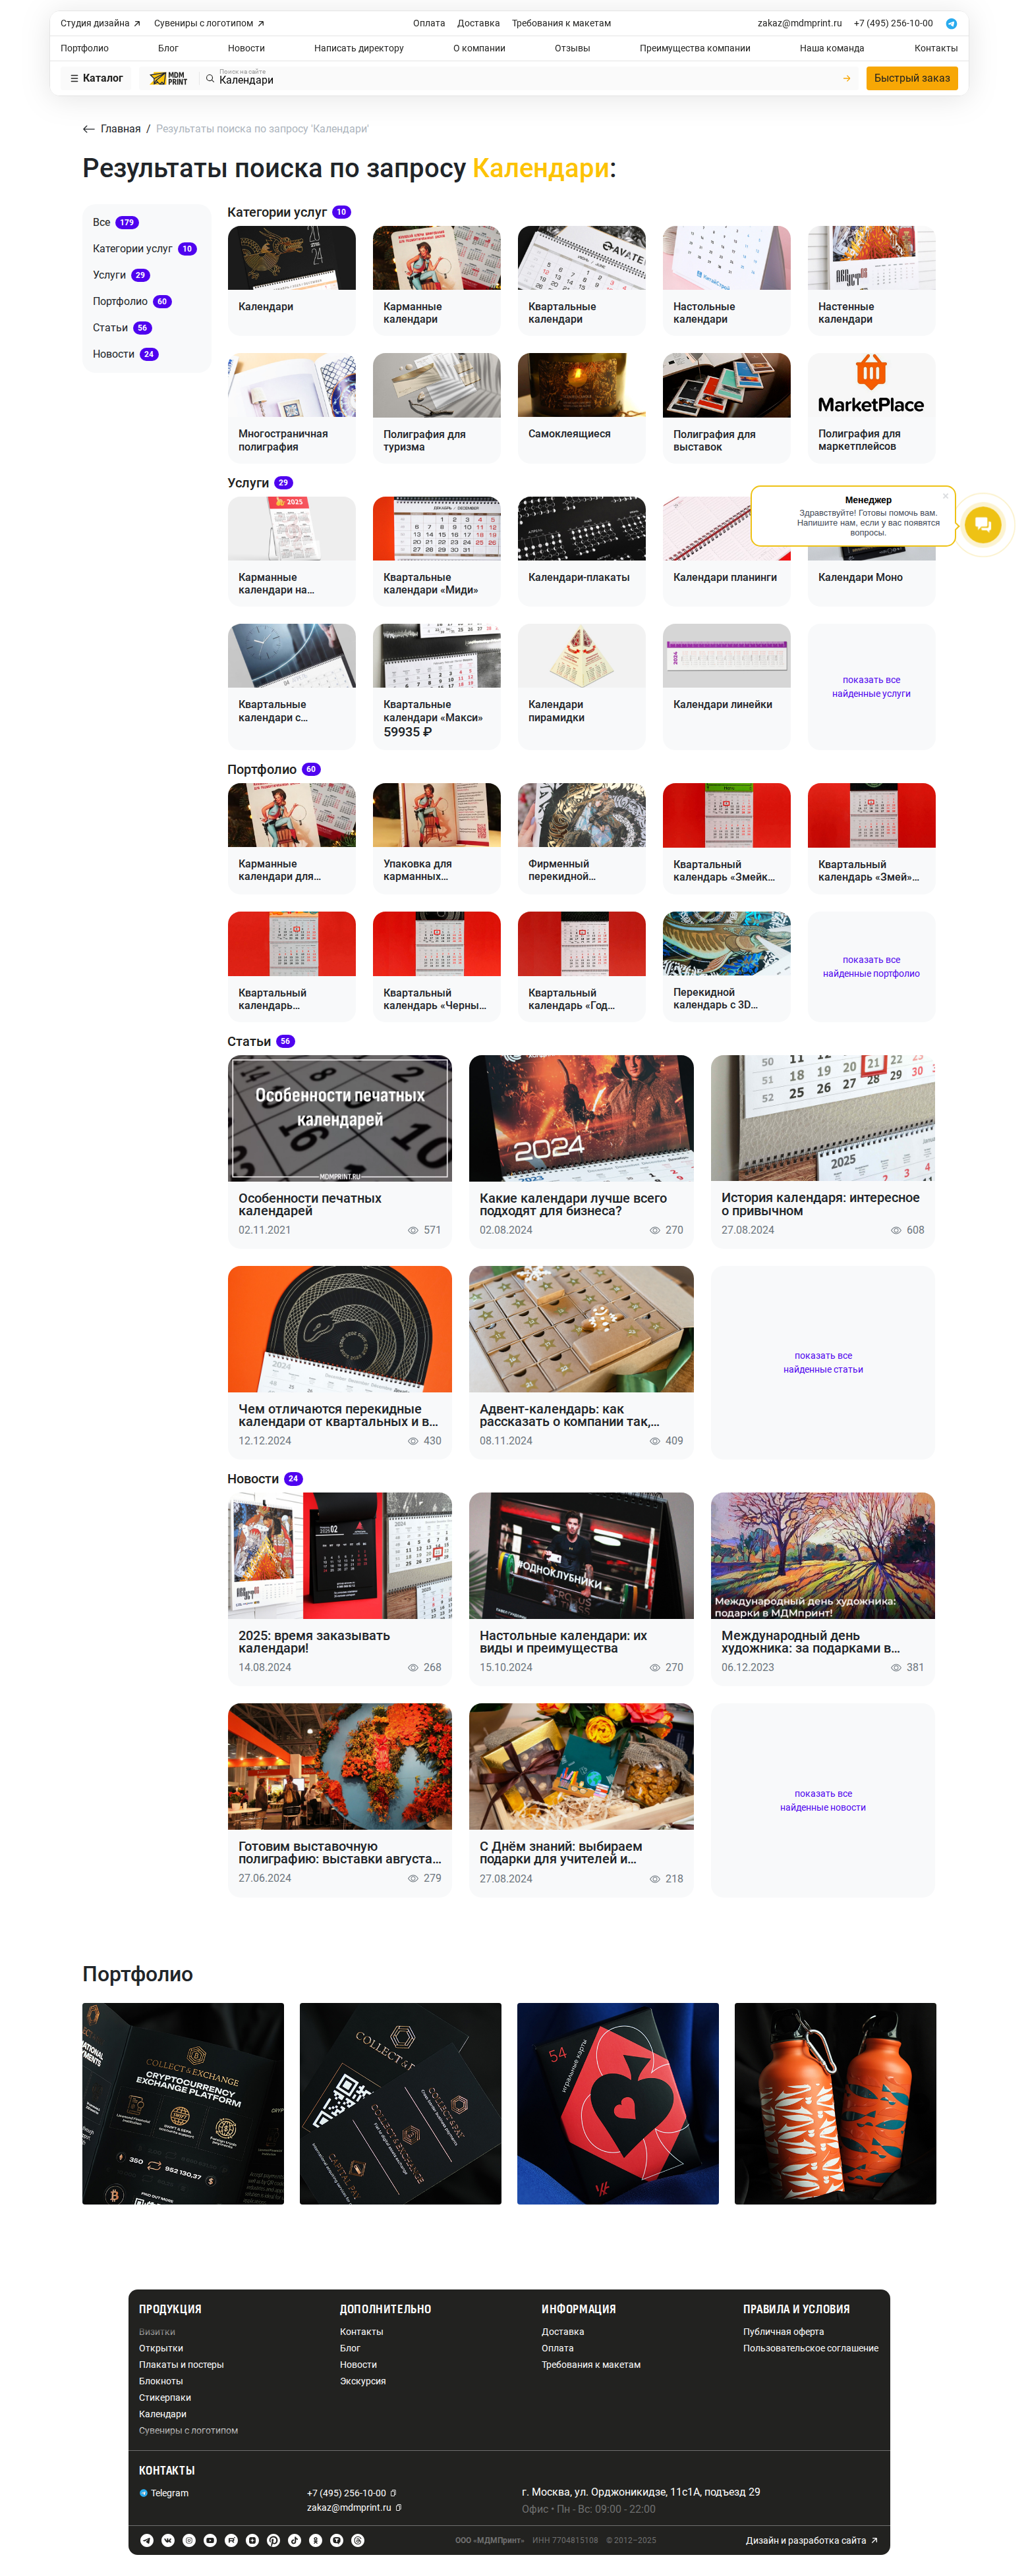 Студия дизайна
Сувениры с логотипом
Оплата
Доставка
Требования к макетам
zakaz@mdmprint.ru
+7 (495) 256-10-00
Портфолио
Блог
Новости
Написать директору
О компании
Отзывы
Преимущества компании
Наша команда
Контакты
Каталог
MDM
PRINT
Поиск на сайте
Календари
Быстрый заказ
Главная / Результаты поиска по запросу 'Календари'
Результаты поиска по запросу Календари:
Все 179
Категории услуг 10
Услуги 29
Портфолио 60
Статьи 56
Новости 24
Категории услуг 10
Календари
Карманные
календари
Квартальные
календари
Настольные
календари
Настенные
календари
MarketPlace
Многостраничная
полиграфия
Полиграфия для
туризма
Самоклеящиеся
Полиграфия для
выставок
Полиграфия для
маркетплейсов
Услуги 29
Менеджер
Здравствуйте! Готовы помочь вам.
Напишите нам, если у вас появятся
вопросы.
Карманные
календари на...
Квартальные
календари «Миди»
Календари-плакаты
Календари планинги
Календари Моно
Квартальные
календари с...
Квартальные
календари «Макси»
59935 ₽
Календари
пирамидки
Календари линейки
показать все
найденные услуги
Портфолио 60
Карманные
календари для...
Упаковка для
карманных...
Фирменный
перекидной...
Квартальный
календарь «Змейк...
Квартальный
календарь «Змей»...
Квартальный
календарь...
Квартальный
календарь «Черны...
Квартальный
календарь «Год...
Перекидной
календарь с 3D...
показать все
найденные портфолио
Статьи 56
Особенности печатных
календарей
MDMPRINT.RU
2024
2025
Особенности печатных
календарей
02.11.2021
571
Какие календари лучше всего
подходят для бизнеса?
02.08.2024
270
История календаря: интересное
о привычном
27.08.2024
608
Чем отличаются перекидные
календари от квартальных и в...
12.12.2024
430
Адвент-календарь: как
рассказать о компании так,...
08.11.2024
409
показать все
найденные статьи
Новости 24
#ОДНОКЛУБНИКИ
Международный день художника:
подарки в МДМпринт!
2025: время заказывать
календари!
14.08.2024
268
Настольные календари: их
виды и преимущества
15.10.2024
270
Международный день
художника: за подарками в...
06.12.2023
381
Готовим выставочную
полиграфию: выставки августа...
27.06.2024
279
С Днём знаний: выбираем
подарки для учителей и...
27.08.2024
218
показать все
найденные новости
Портфолио
COLLECT & EXCHANGE
CRYPTOCURRENCY
EXCHANGE PLATFORM
350
952 130,37
54
игральные карты
ПРОДУКЦИЯ
Визитки
Открытки
Плакаты и постеры
Блокноты
Стикерпаки
Календари
Сувениры с логотипом
ДОПОЛНИТЕЛЬНО
Контакты
Блог
Новости
Экскурсия
ИНФОРМАЦИЯ
Доставка
Оплата
Требования к макетам
ПРАВИЛА И УСЛОВИЯ
Публичная оферта
Пользовательское соглашение
КОНТАКТЫ
Telegram
+7 (495) 256-10-00
zakaz@mdmprint.ru
г. Москва, ул. Орджоникидзе, 11с1А, подъезд 29
Офис • Пн - Вс: 09:00 - 22:00
ООО «МДМПринт» ИНН 7704815108 © 2012–2025
Дизайн и разработка сайта